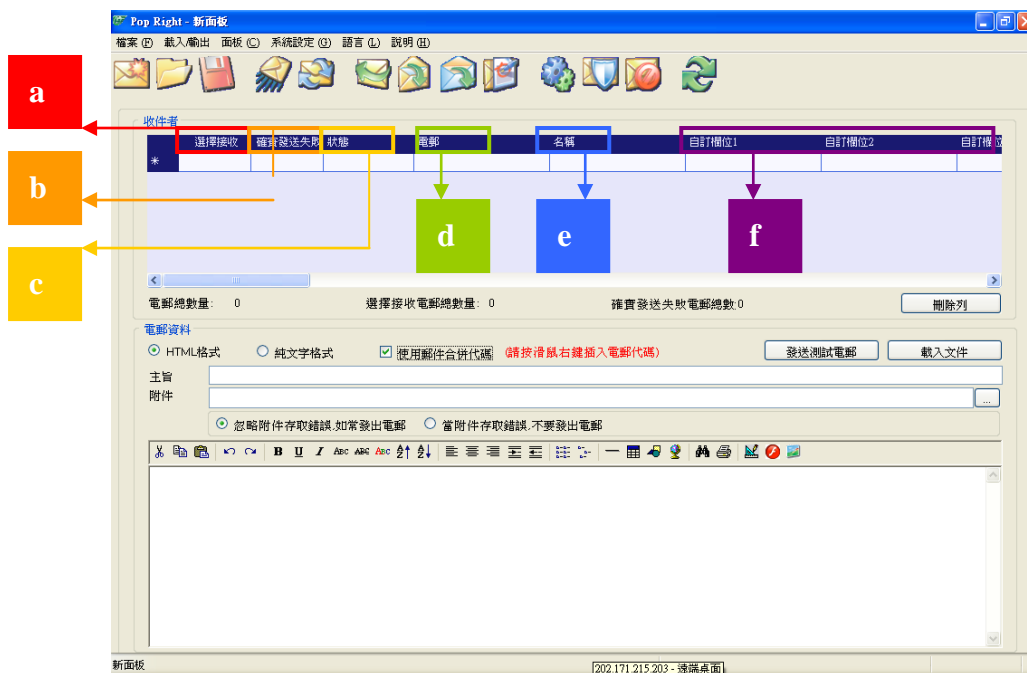 Pop Right - 新面板
檔案(F) 載入/輸出 面板(C) 系統設定(G) 語言(L) 說明(H)
a
收件者
選擇接收 確實發送失敗 狀態 電郵 名稱 自訂欄位1 自訂欄位2 自訂欄位
*
b
d e f
c
電郵總數量: 0 選擇接收電郵總數量: 0 確實發送失敗電郵總數:0 刪除列
電郵資料
HTML格式 純文字格式 使用郵件合併代碼 (請按滑鼠右鍵插入電郵代碼) 發送測試電郵 載入文件
主旨
附件 ...
忽略附件存取錯誤,如常發出電郵 當附件存取錯誤,不要發出電郵
B U I ABC ABC ABC
新面板 202.171.215.203 - 遠端桌面